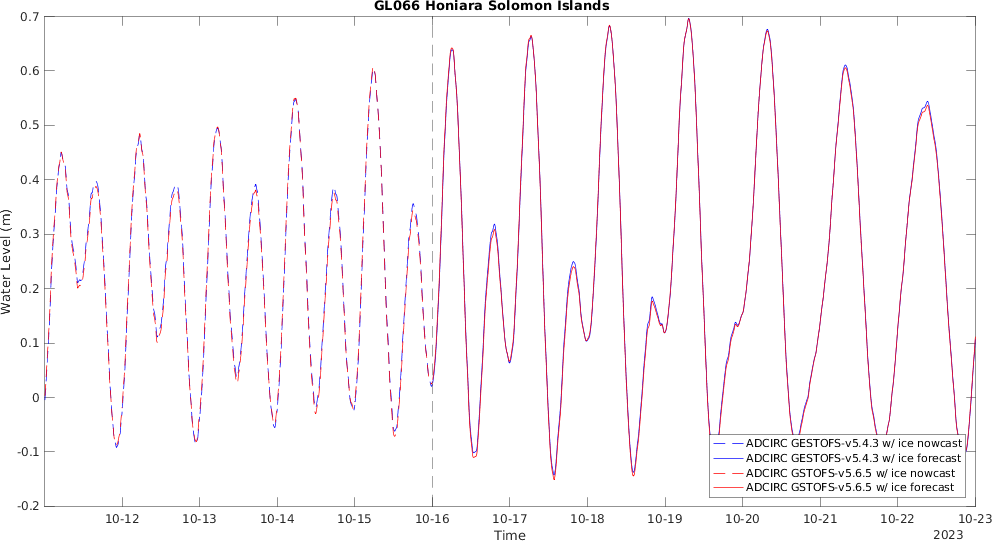 GL066 Honiara Solomon Islands
0.7
0.6
0.5
0.4
0.3
0.2
0.1
0
-0.1
-0.2
Water Level (m)
ADCIRC GESTOFS-v5.4.3 w/ ice nowcast
ADCIRC GESTOFS-v5.4.3 w/ ice forecast
ADCIRC GSTOFS-v5.6.5 w/ ice nowcast
ADCIRC GSTOFS-v5.6.5 w/ ice forecast
10-12 10-13 10-14 10-15 10-16 10-17 10-18 10-19 10-20 10-21 10-22 10-23
Time
2023